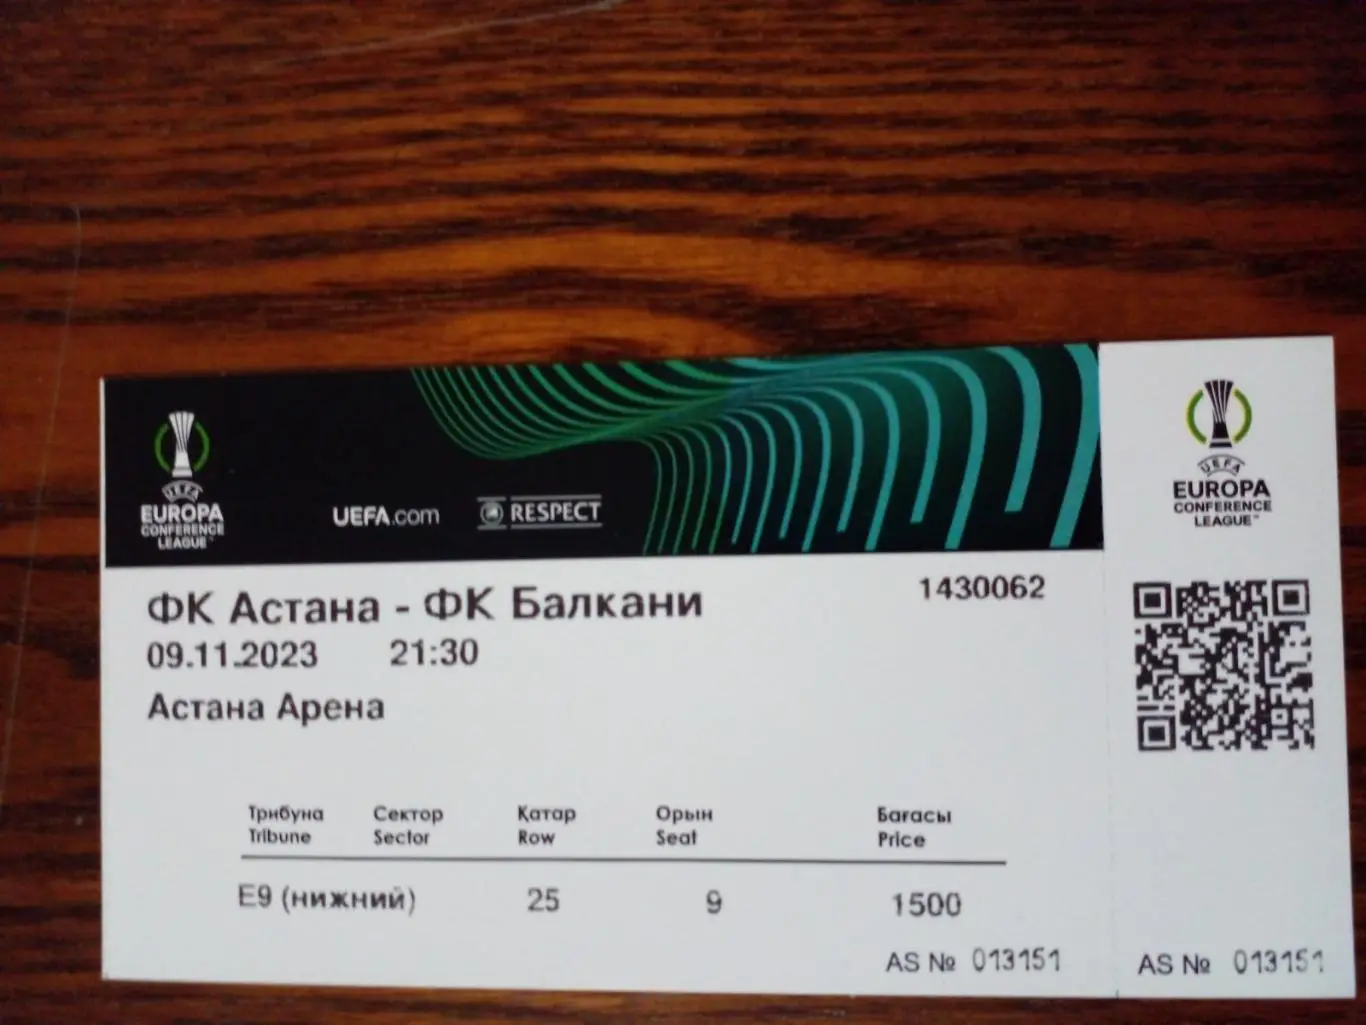 UEFA
EUROPA
CONFERENCE
LEAGUE™
UEFA.com
RESPECT
ФК Астана - ФК Балкани
1430062
09.11.2023 21:30
Астана Арена
Трибуна Сектор Қатар Орын Бағасы
Tribune Sector Row Seat Price
E9 (нижний) 25 9 1500
AS № 013151
UEFA
EUROPA
CONFERENCE
LEAGUE™
AS № 013151